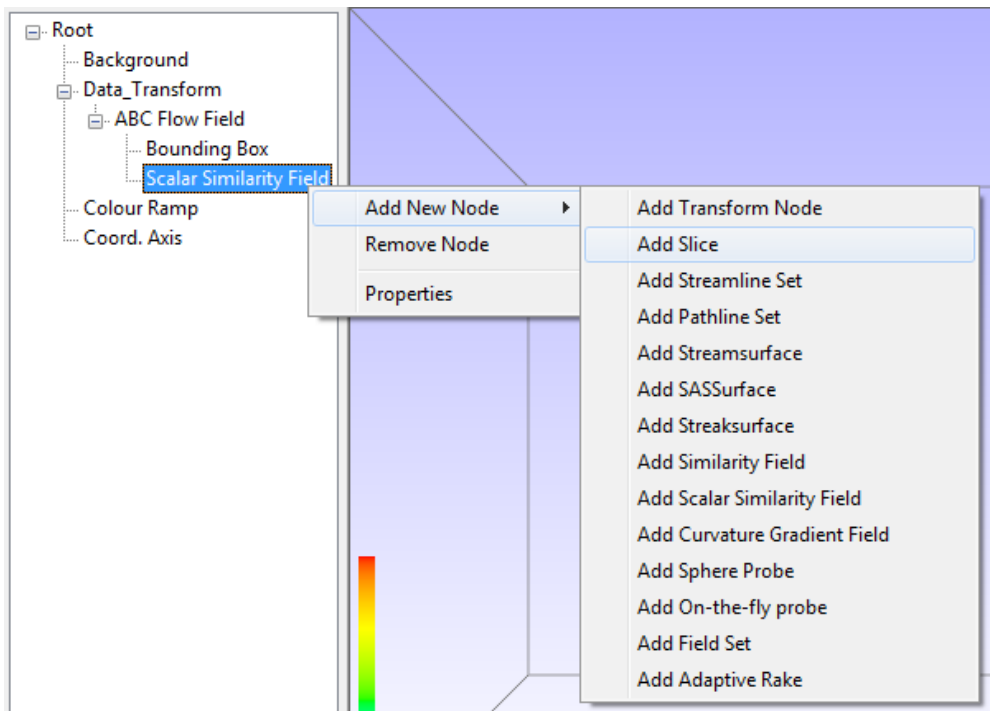 Root
Background
Data_Transform
ABC Flow Field
Bounding Box
Scalar Similarity Field
Colour Ramp
Coord. Axis
Add New Node
Remove Node
Properties
Add Transform Node
Add Slice
Add Streamline Set
Add Pathline Set
Add Streamsurface
Add SASSurface
Add Streaksurface
Add Similarity Field
Add Scalar Similarity Field
Add Curvature Gradient Field
Add Sphere Probe
Add On-the-fly probe
Add Field Set
Add Adaptive Rake